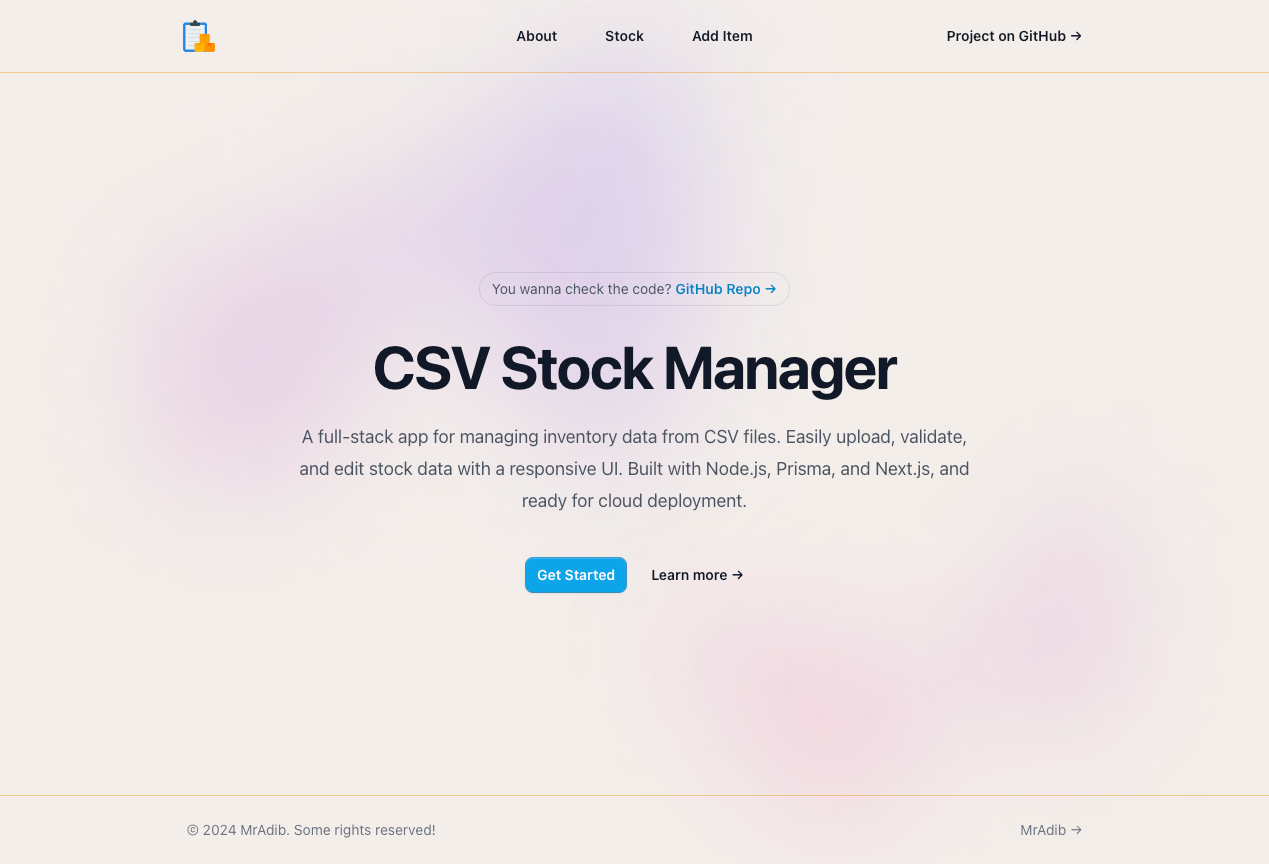 About
Stock
Add Item
Project on GitHub →
You wanna check the code? GitHub Repo →
CSV Stock Manager
A full-stack app for managing inventory data from CSV files. Easily upload, validate,
and edit stock data with a responsive UI. Built with Node.js, Prisma, and Next.js, and
ready for cloud deployment.
Get Started
Learn more →
© 2024 MrAdib. Some rights reserved!
MrAdib →